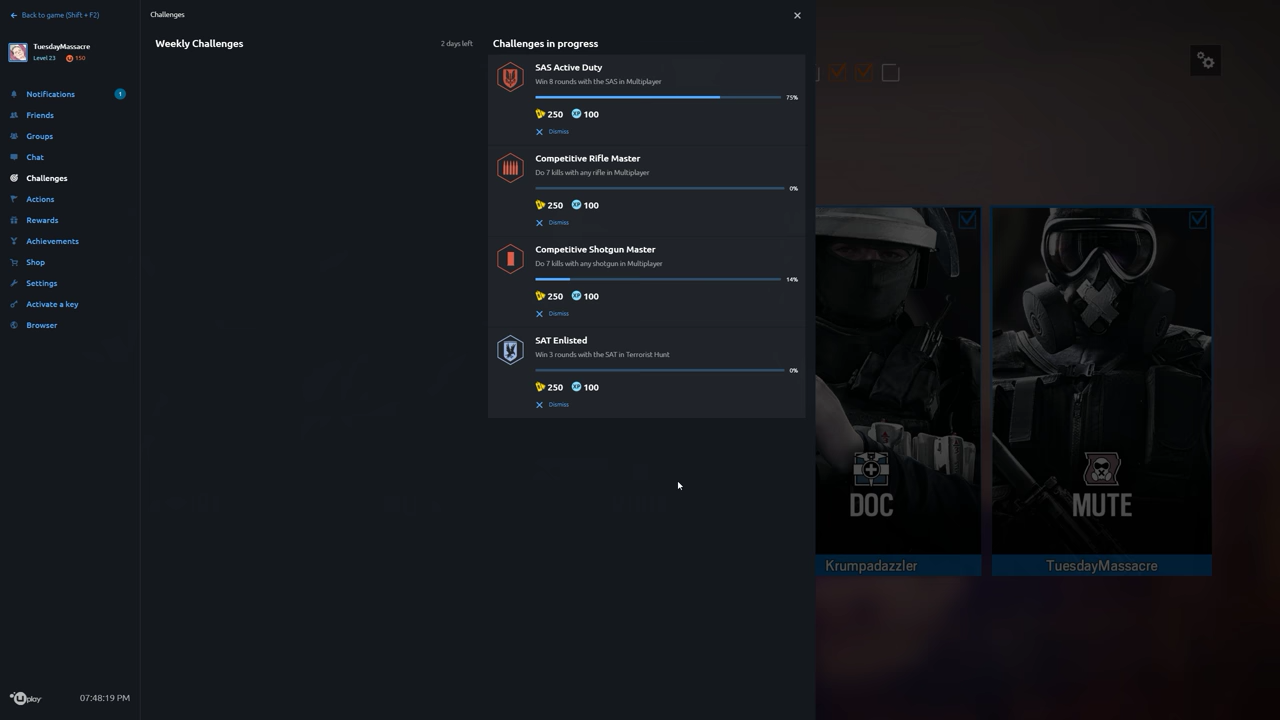 Back to game (Shift + F2)
TuesdayMassacre
Level 23
150
Notifications
1
Friends
Groups
Chat
Challenges
Actions
Rewards
Achievements
Shop
Settings
Activate a key
Browser
uplay
07:48:19 PM
Challenges
Weekly Challenges
2 days left
Challenges in progress
SAS Active Duty
Win 8 rounds with the SAS in Multiplayer
75%
250
XP 100
Dismiss
Competitive Rifle Master
Do 7 kills with any rifle in Multiplayer
0%
250
XP 100
Dismiss
Competitive Shotgun Master
Do 7 kills with any shotgun in Multiplayer
14%
250
XP 100
Dismiss
SAT Enlisted
Win 3 rounds with the SAT in Terrorist Hunt
0%
250
XP 100
Dismiss
DOC
Krumpadazzler
MUTE
TuesdayMassacre